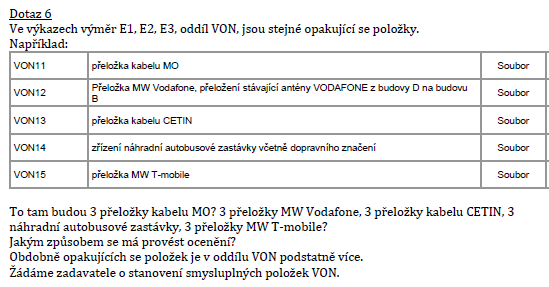 Dotaz 6
Ve výkazech výměr E1, E2, E3, oddíl VON, jsou stejné opakující se položky.
Například:
VON11 přeložka kabelu MO Soubor
VON12 Přeložka MW Vodafone, přeložení stávající antény VODAFONE z budovy D na budovu B Soubor
VON13 přeložka kabelu CETIN Soubor
VON14 zřízení náhradní autobusové zastávky včetně dopravního značení Soubor
VON15 přeložka MW T-mobile Soubor
To tam budou 3 přeložky kabelu MO? 3 přeložky MW Vodafone, 3 přeložky kabelu CETIN, 3
náhradní autobusové zastávky, 3 přeložky MW T-mobile?
Jakým způsobem se má provést ocenění?
Obdobně opakujících se položek je v oddílu VON podstatně více.
Žádáme zadavatele o stanovení smysluplných položek VON.